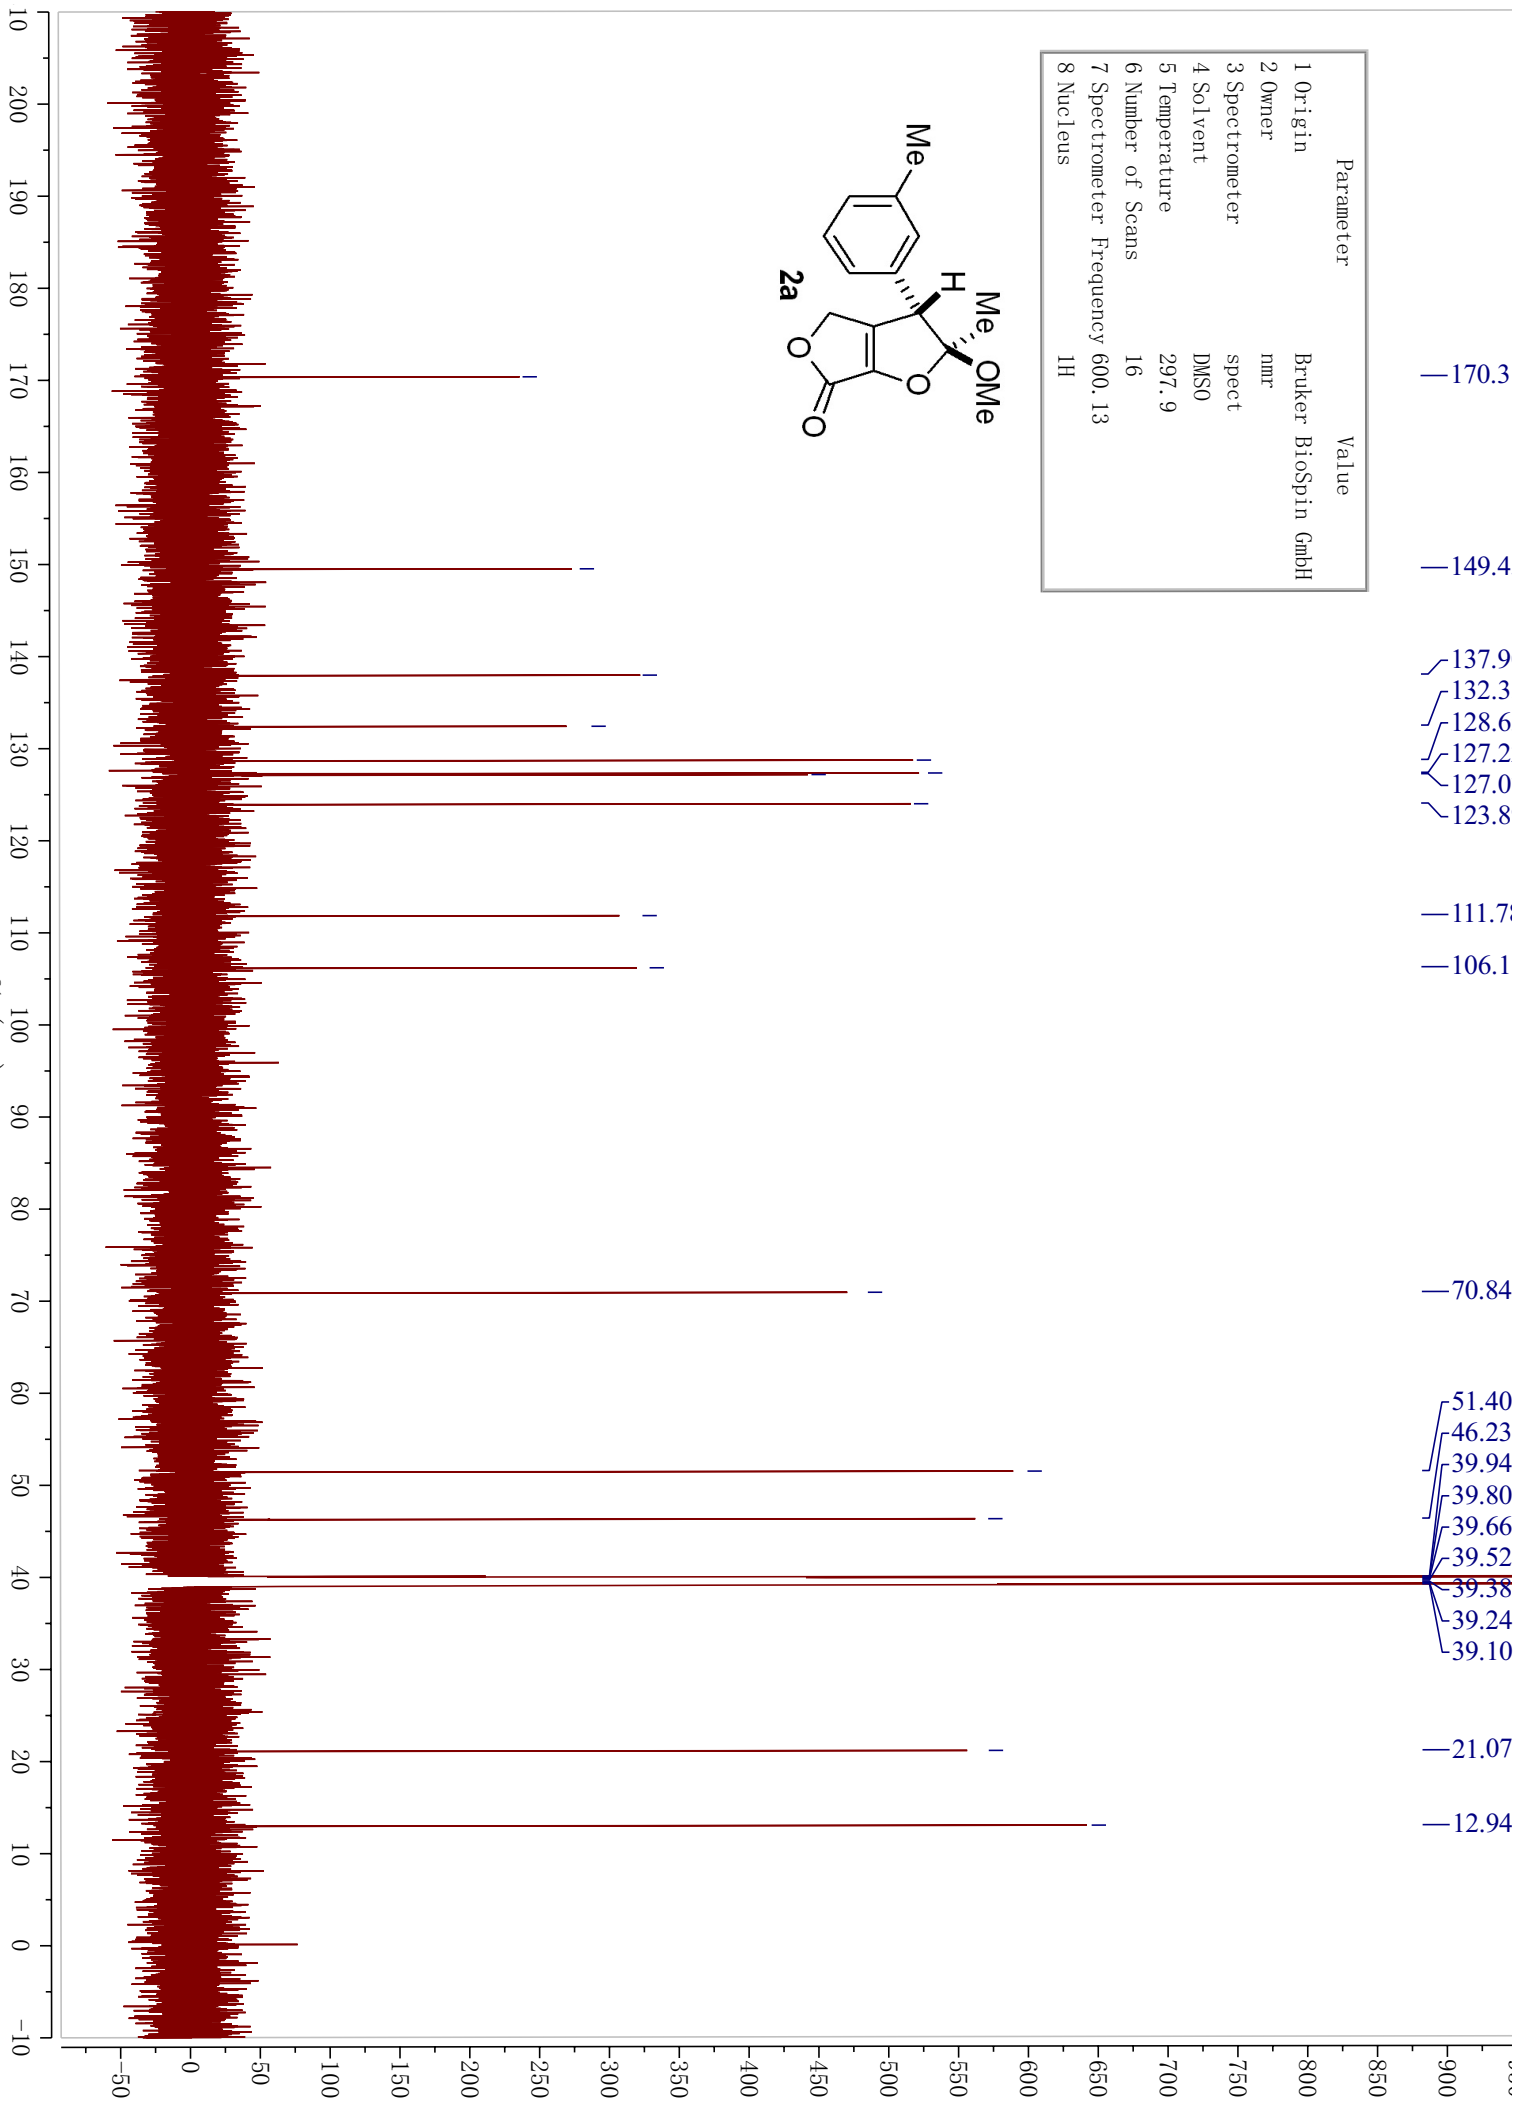 —170.3
—149.4
137.9
132.3
128.6
127.2
127.0
123.8
—111.78
—106.1
—70.84
51.40
46.23
39.94
39.80
39.66
39.52
39.38
39.24
39.10
—21.07
—12.94
Parameter Value
1 Origin Bruker BioSpin GmbH
2 Owner nmr
3 Spectrometer spect
4 Solvent DMSO
5 Temperature 297.9
6 Number of Scans 16
7 Spectrometer Frequency 600.13
8 Nucleus 1H
Me
H
Me
OMe
O
O
O
2a
900
850
800
750
700
650
600
550
500
450
400
350
300
250
200
150
100
50
0
-50
10 200 190 180 170 160 150 140 130 120 110 100 90 80 70 60 50 40 30 20 10 0 -10